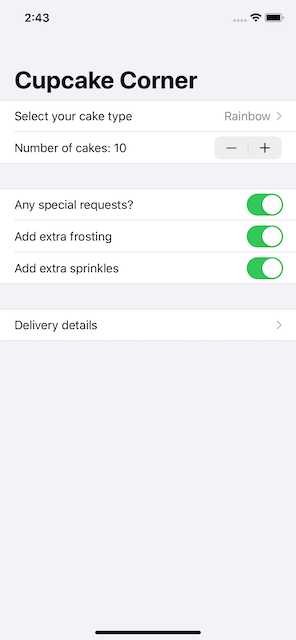 2:43
Cupcake Corner
Select your cake type Rainbow
Number of cakes: 10
Any special requests?
Add extra frosting
Add extra sprinkles
Delivery details